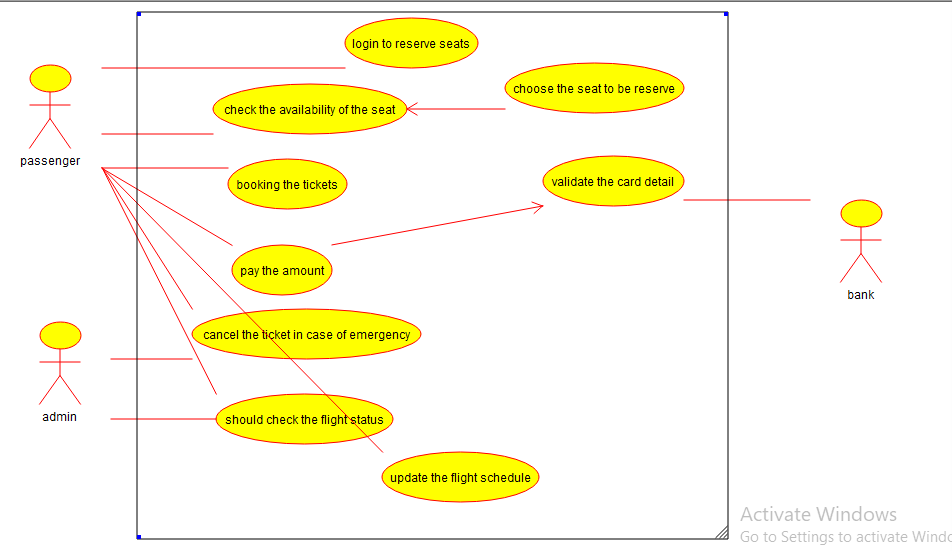 login to reserve seats
choose the seat to be reserve
check the availability of the seat
passenger
validate the card detail
booking the tickets
pay the amount
bank
cancel the ticket in case of emergency
admin
should check the flight status
update the flight schedule
Activate Windows
Go to Settings to activate Wind